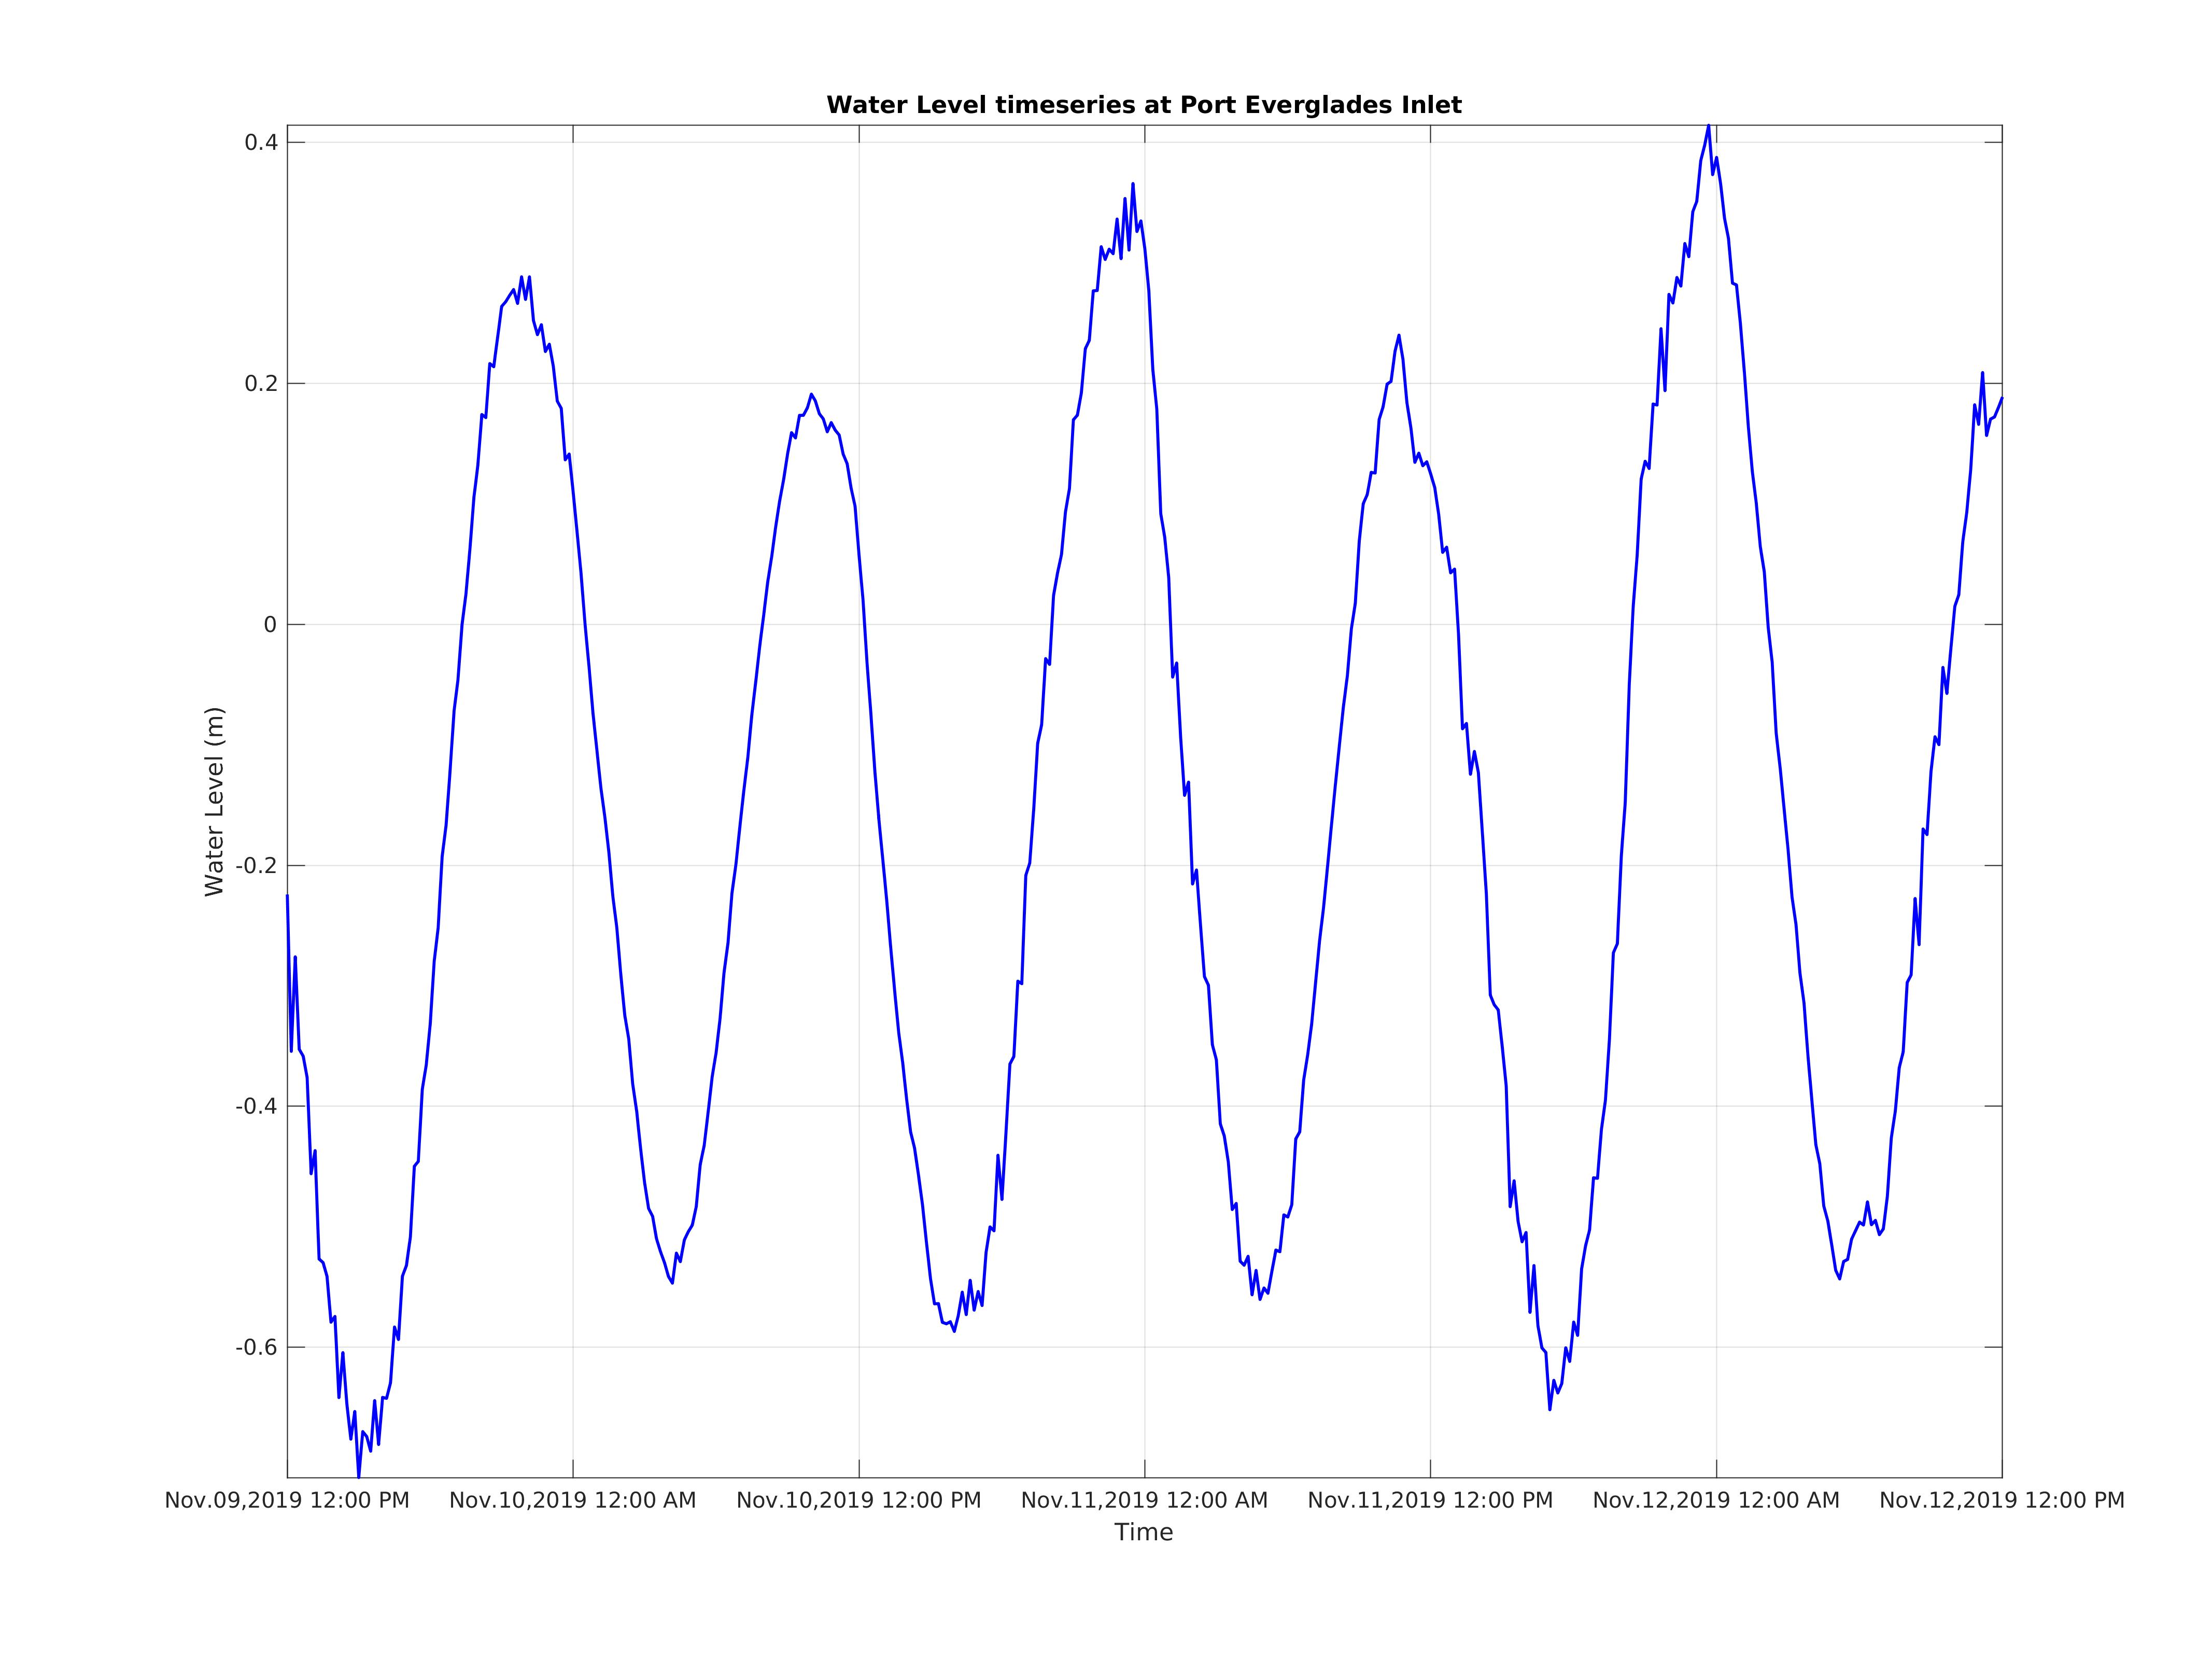 Water Level timeseries at Port Everglades Inlet
0.4
0.2
0
-0.2
-0.4
-0.6
Water Level (m)
Nov.09,2019 12:00 PM
Nov.10,2019 12:00 AM
Nov.10,2019 12:00 PM
Nov.11,2019 12:00 AM
Nov.11,2019 12:00 PM
Nov.12,2019 12:00 AM
Nov.12,2019 12:00 PM
Time